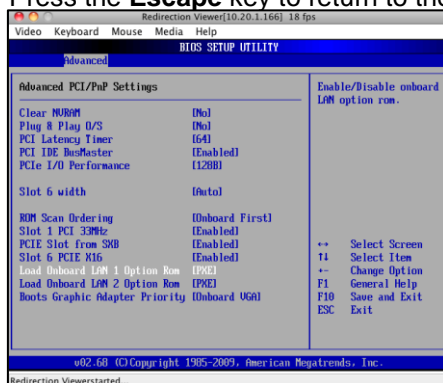 Press the Escape key to return to the
Redirection Viewer[10.20.1.166] 18 fps
Video Keyboard Mouse Media Help
BIOS SETUP UTILITY
Advanced
Advanced PCI/PnP Settings
Clear NVRAM [No]
Plug & Play O/S [No]
PCI Latency Timer [64]
PCI IDE BusMaster [Enabled]
PCIe I/O Performance [128B]
Slot 6 width [Auto]
ROM Scan Ordering [Onboard First]
Slot 1 PCI 33MHz [Enabled]
PCIE Slot from SXB [Enabled]
Slot 6 PCIE X16 [Enabled]
Load Onboard LAN 1 Option Rom [PXE]
Load Onboard LAN 2 Option Rom [PXE]
Boots Graphic Adapter Priority [Onboard VGA]
Enable/Disable onboard
LAN option rom.
↔ Select Screen
↑↓ Select Item
+- Change Option
F1 General Help
F10 Save and Exit
ESC Exit
v02.68 (C)Copyright 1985-2009, American Megatrends, Inc.
Redirection Viewerstarted...